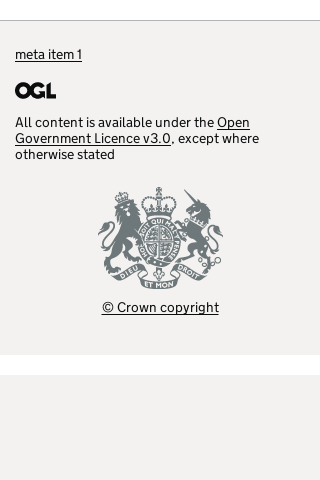 meta item 1
OGL
All content is available under the Open
Government Licence v3.0, except where
otherwise stated
DIEU ET MON DROIT
© Crown copyright